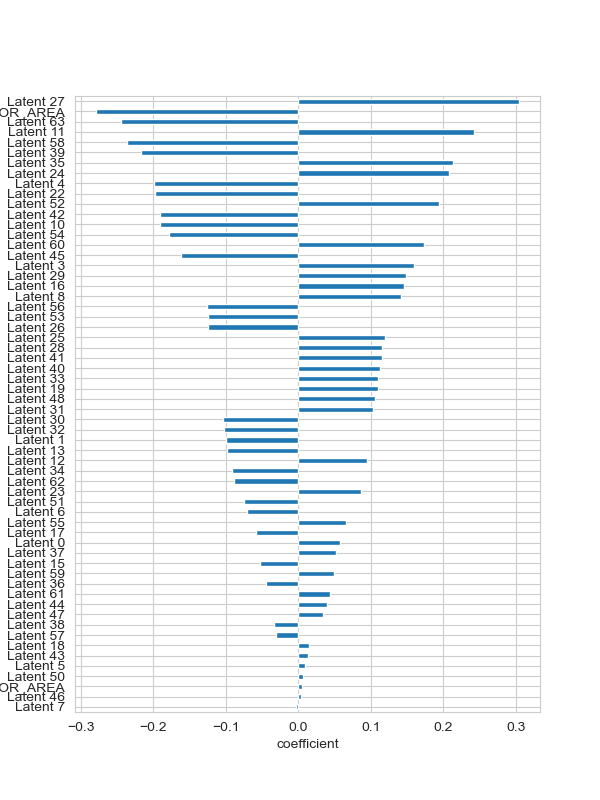 Latent 27
OR_AREA
Latent 63
Latent 11
Latent 58
Latent 39
Latent 35
Latent 24
Latent 4
Latent 22
Latent 52
Latent 42
Latent 10
Latent 54
Latent 60
Latent 45
Latent 3
Latent 29
Latent 16
Latent 8
Latent 56
Latent 53
Latent 26
Latent 25
Latent 28
Latent 41
Latent 40
Latent 33
Latent 19
Latent 48
Latent 31
Latent 30
Latent 32
Latent 1
Latent 13
Latent 12
Latent 34
Latent 62
Latent 23
Latent 51
Latent 6
Latent 55
Latent 17
Latent 0
Latent 37
Latent 15
Latent 59
Latent 36
Latent 61
Latent 44
Latent 47
Latent 38
Latent 57
Latent 18
Latent 43
Latent 5
Latent 50
OR_AREA
Latent 46
Latent 7
−0.3 −0.2 −0.1 0.0 0.1 0.2 0.3
coefficient